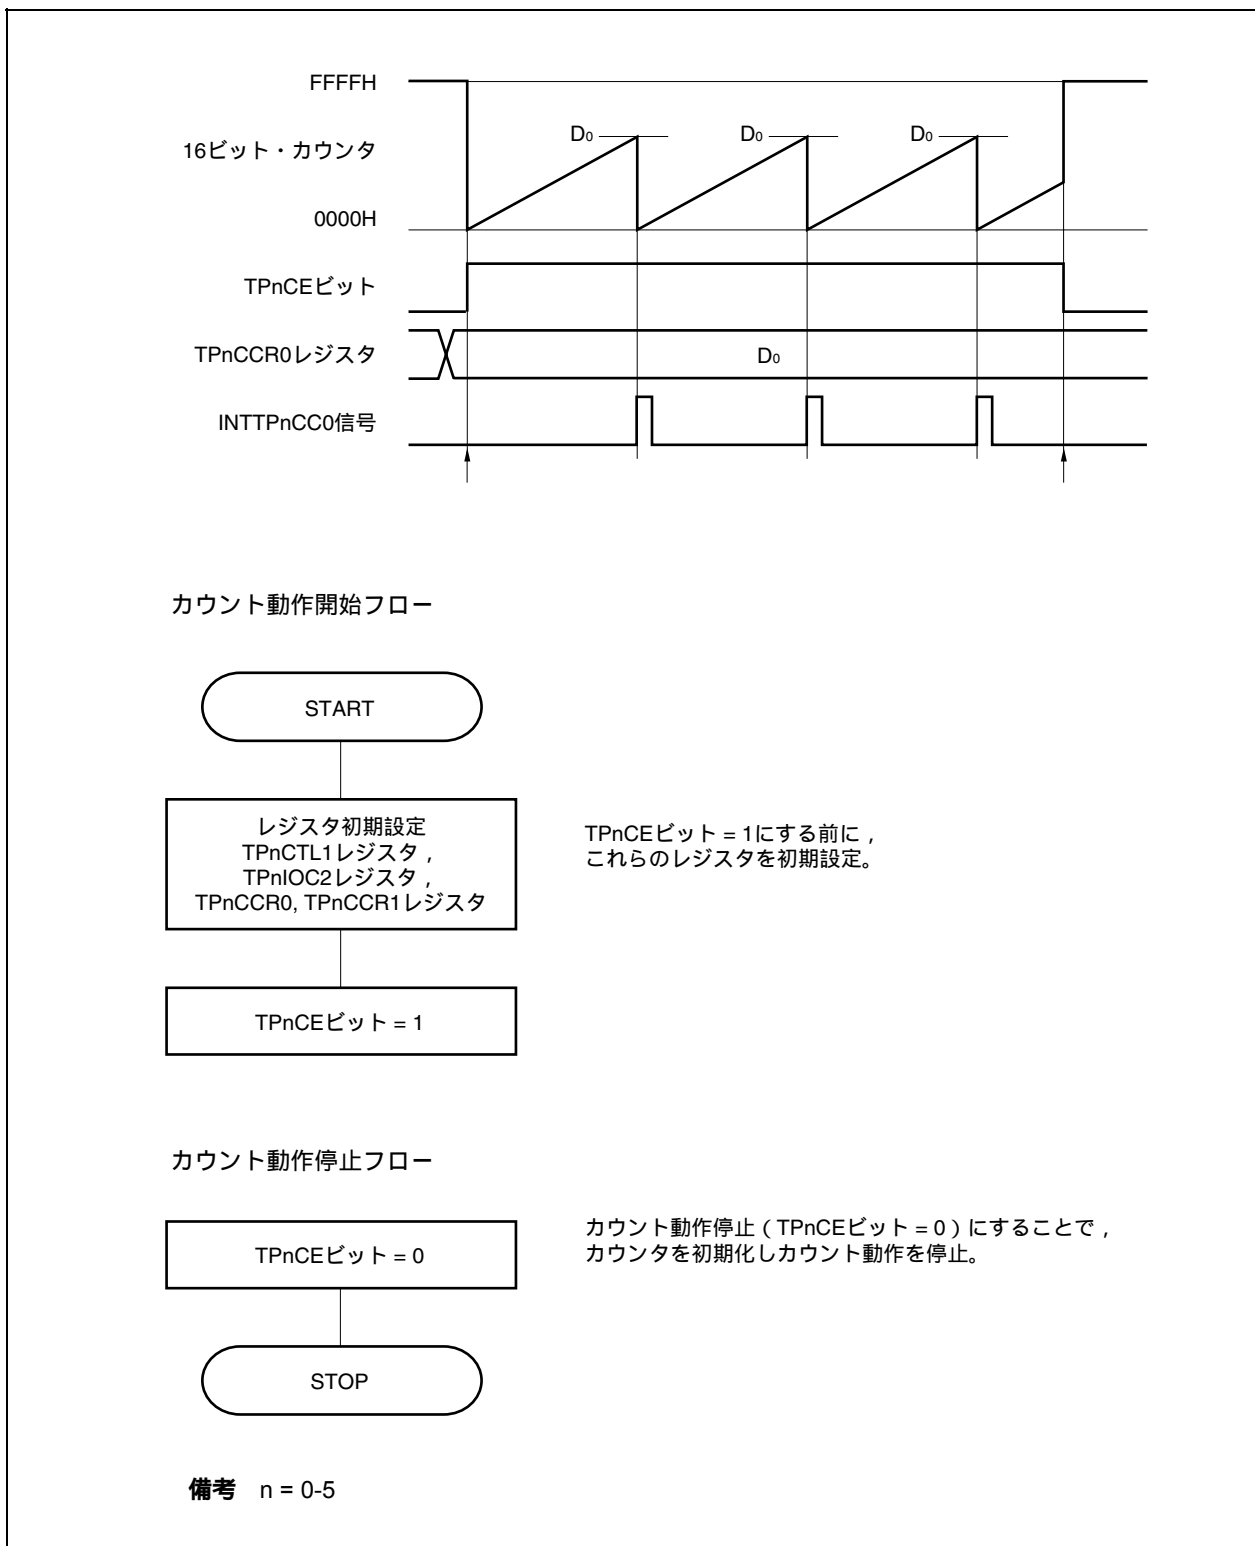 FFFFH
D₀ D₀ D₀
16ビット・カウンタ
0000H
TPnCEビット
TPnCCR0レジスタ
D₀
INTTPnCC0信号
カウント動作開始フロー
START
レジスタ初期設定
TPnCTL1レジスタ，
TPnIOC2レジスタ，
TPnCCR0, TPnCCR1レジスタ
TPnCEビット = 1にする前に，
これらのレジスタを初期設定。
TPnCEビット = 1
カウント動作停止フロー
TPnCEビット = 0
カウント動作停止（TPnCEビット = 0）にすることで，
カウンタを初期化しカウント動作を停止。
STOP
備考 n = 0-5